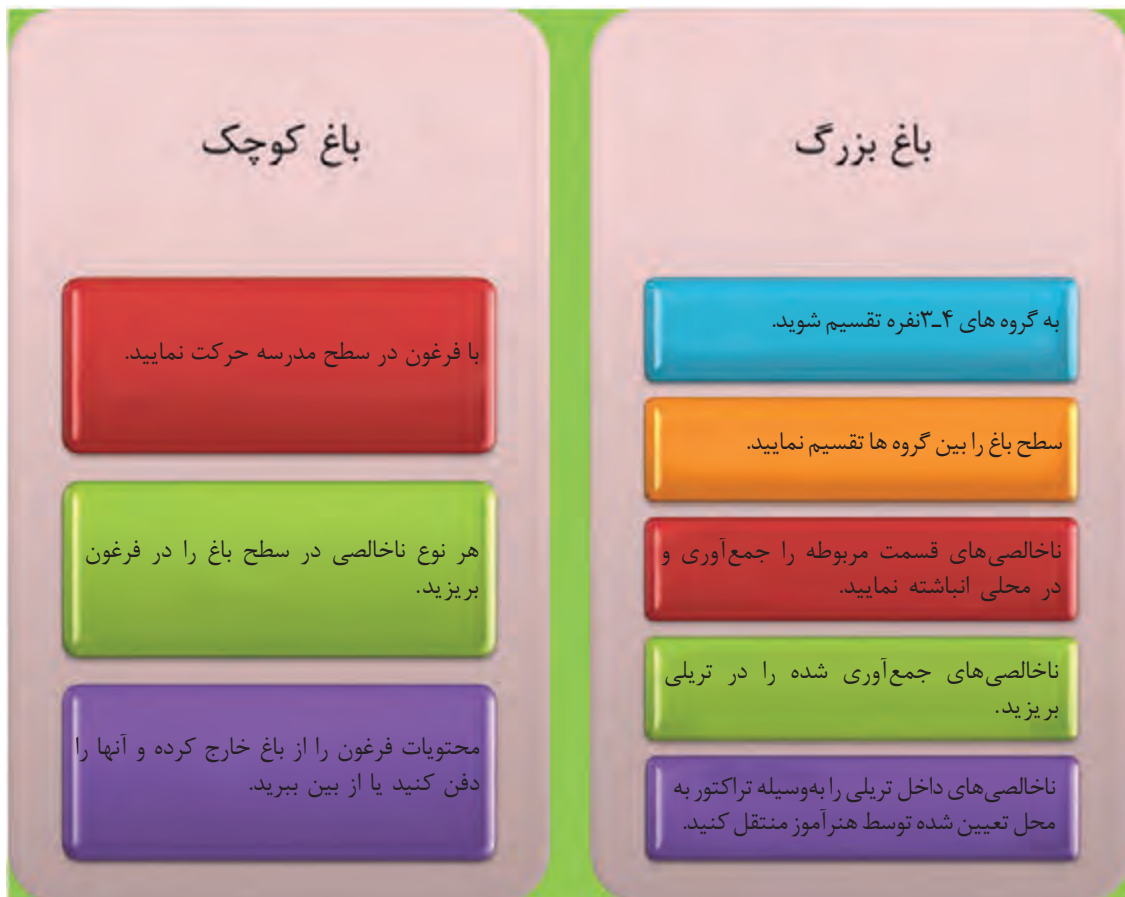 باغ بزرگ
به گروه های ۴ـ۳نفره تقسیم شوید.
سطح باغ را بین گروه ها تقسیم نمایید.
ناخالصی‌های قسمت مربوطه را جمع‌آوری و
در محلی انباشته نمایید.
ناخالصی‌های جمع‌آوری شده را در تریلی
بریزید.
ناخالصی‌های داخل تریلی را به‌وسیله تراکتور به
محل تعیین شده توسط هنرآموز منتقل کنید.
باغ کوچک
با فرغون در سطح مدرسه حرکت نمایید.
هر نوع ناخالصی در سطح باغ را در فرغون
بریزید.
محتویات فرغون را از باغ خارج کرده و آنها را
دفن کنید یا از بین ببرید.